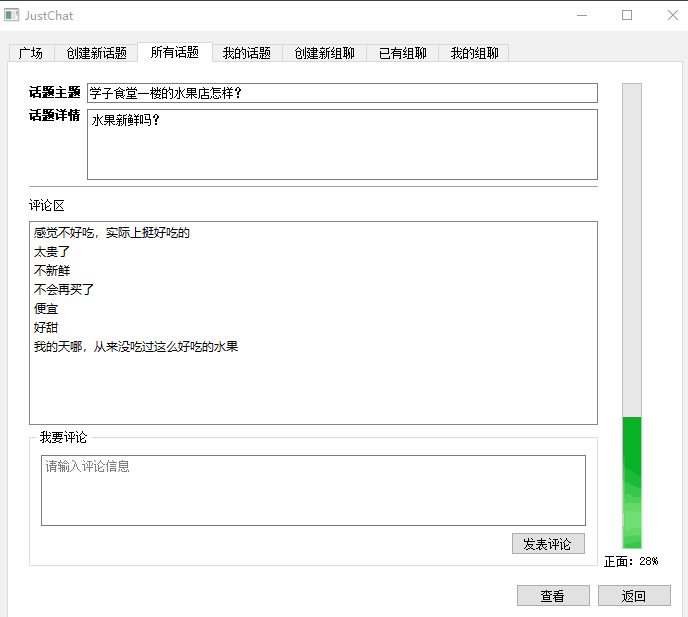 JustChat
广场 创建新话题 所有话题 我的话题 创建新组聊 已有组聊 我的组聊
话题主题 学子食堂一楼的水果店怎样?
话题详情 水果新鲜吗?
评论区
感觉不好吃，实际上挺好吃的
太贵了
不新鲜
不会再买了
便宜
好甜
我的天哪，从来没吃过这么好吃的水果
我要评论
请输入评论信息
发表评论
正面：28%
查看 返回